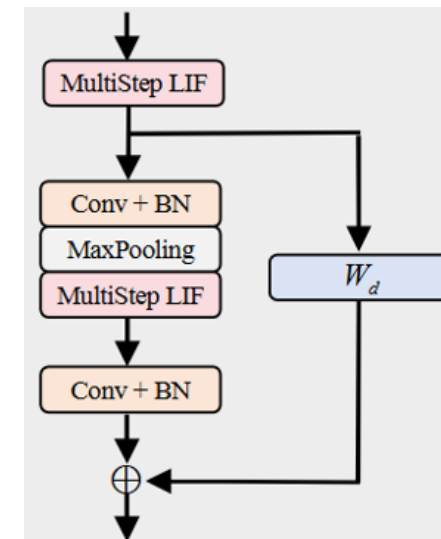 MultiStep LIF
Conv + BN
MaxPooling
W_d
MultiStep LIF
Conv + BN